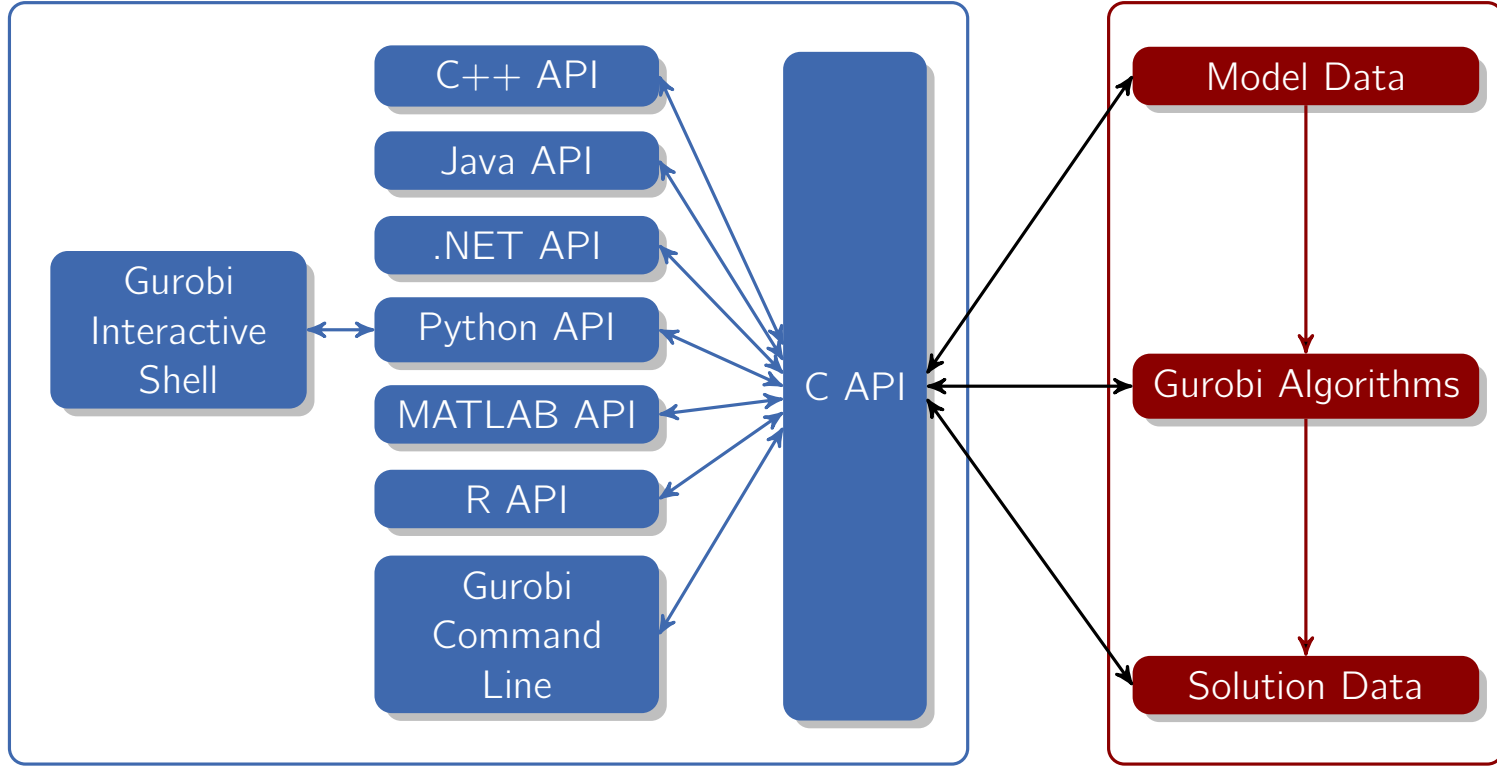 C++ API
Java API
.NET API
Gurobi
Interactive
Shell
Python API
MATLAB API
R API
Gurobi
Command
Line
C API
Model Data
Gurobi Algorithms
Solution Data